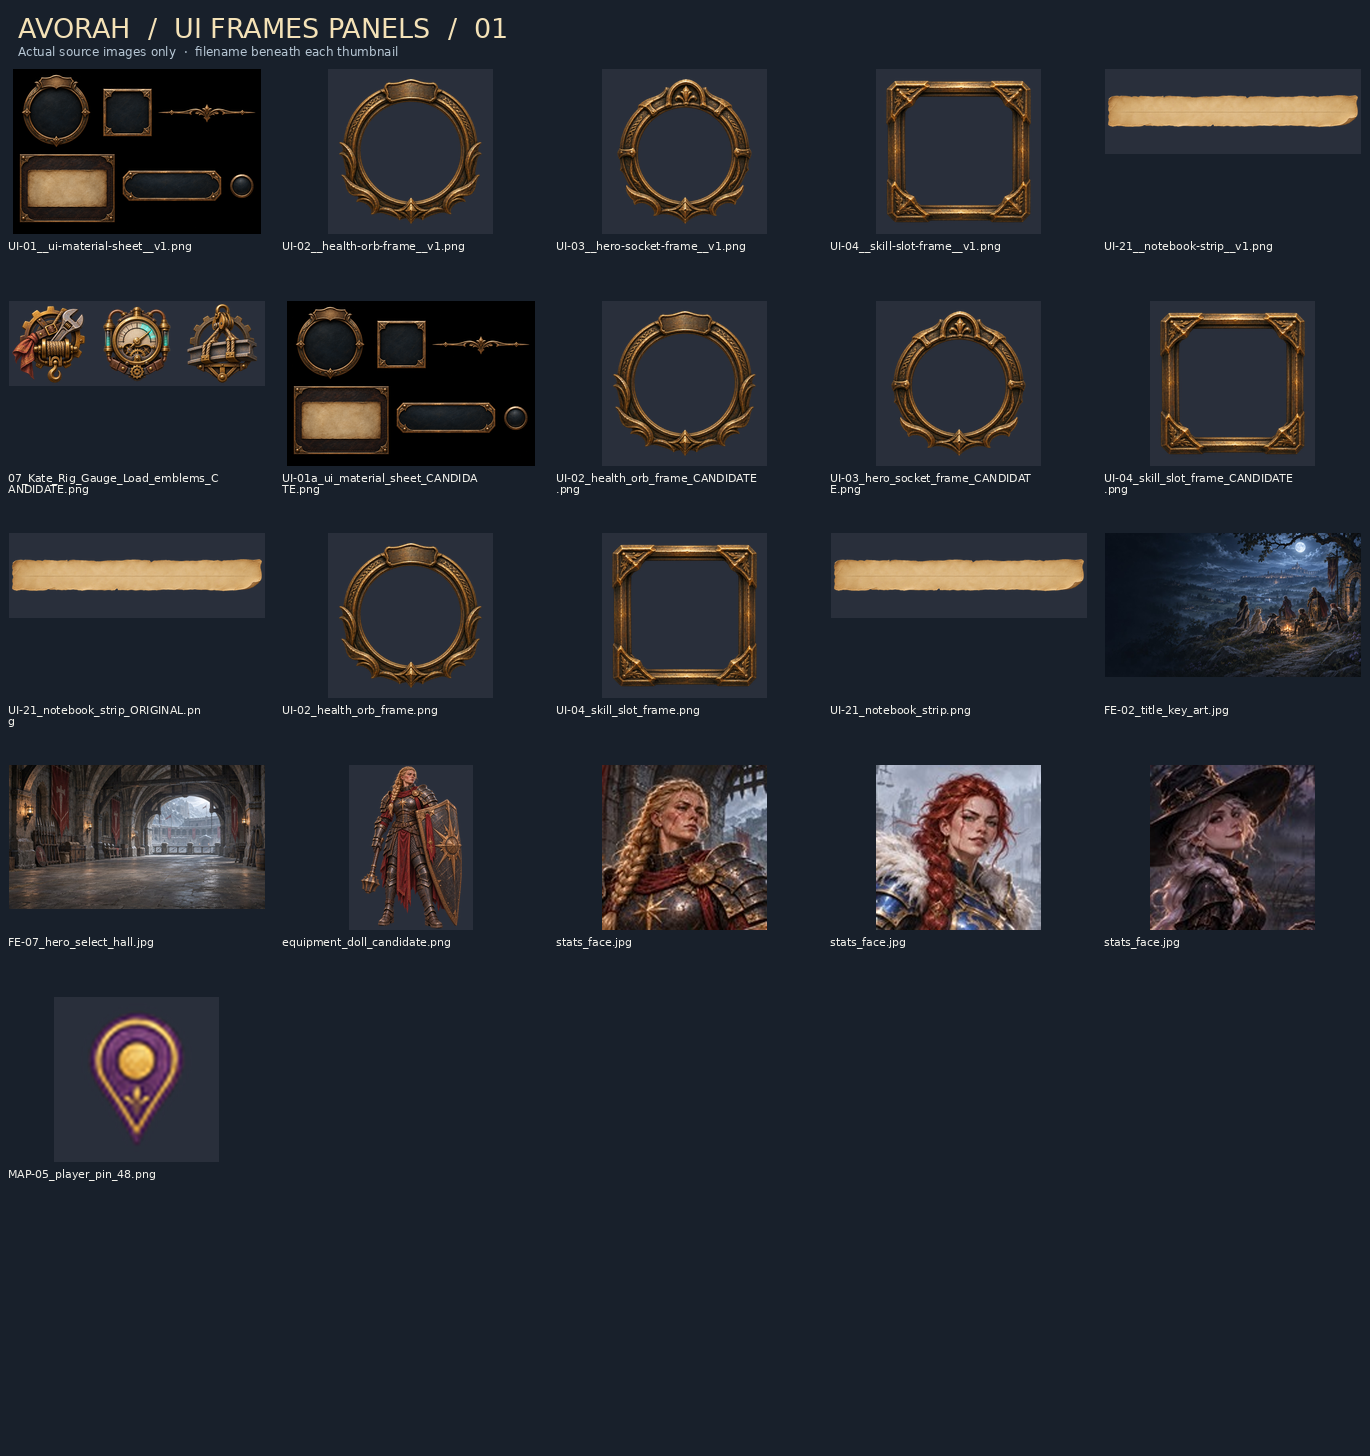 AVORAH / UI FRAMES PANELS / 01
Actual source images only · filename beneath each thumbnail
UI-01__ui-material-sheet__v1.png
UI-02__health-orb-frame__v1.png
UI-03__hero-socket-frame__v1.png
UI-04__skill-slot-frame__v1.png
UI-21__notebook-strip__v1.png
07_Kate_Rig_Gauge_Load_emblems_C
ANDIDATE.png
UI-01a_ui_material_sheet_CANDIDA
TE.png
UI-02_health_orb_frame_CANDIDATE
.png
UI-03_hero_socket_frame_CANDIDAT
E.png
UI-04_skill_slot_frame_CANDIDATE
.png
UI-21_notebook_strip_ORIGINAL.pn
g
UI-02_health_orb_frame.png
UI-04_skill_slot_frame.png
UI-21_notebook_strip.png
FE-02_title_key_art.jpg
FE-07_hero_select_hall.jpg
equipment_doll_candidate.png
stats_face.jpg
stats_face.jpg
stats_face.jpg
MAP-05_player_pin_48.png